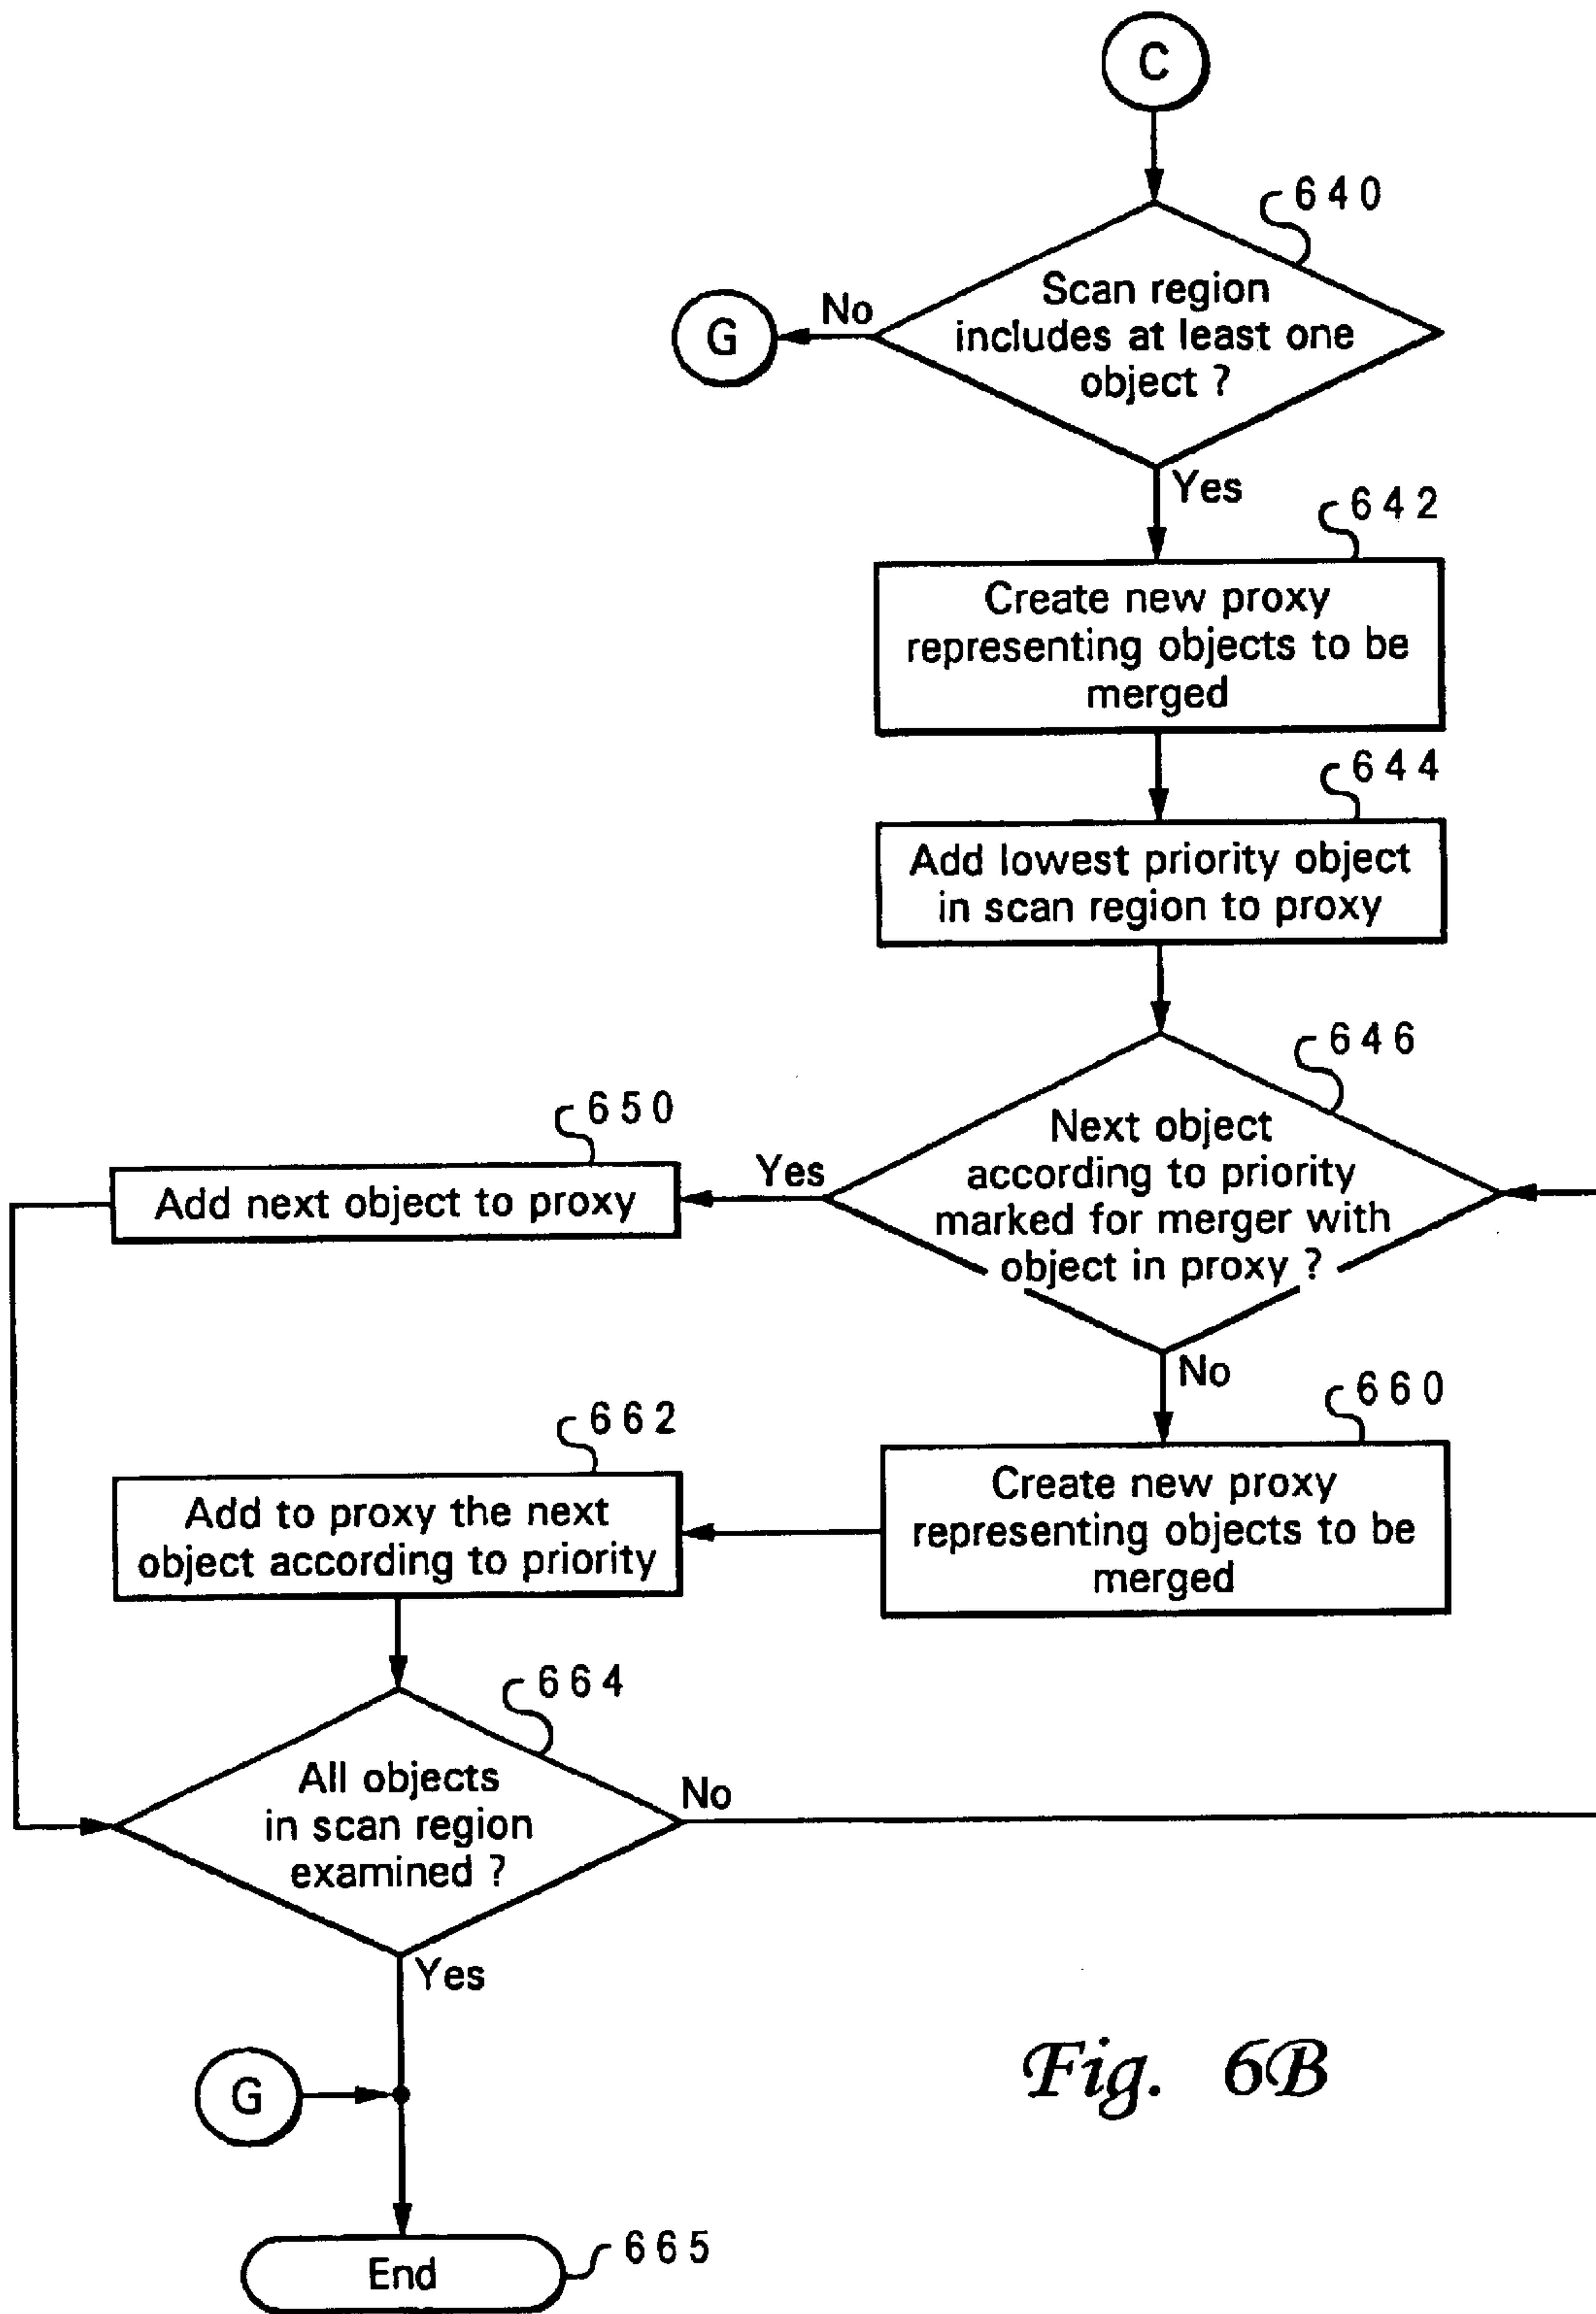 C
640
Scan region
includes at least one
object ?
No
G
Yes
642
Create new proxy
representing objects to be
merged
644
Add lowest priority object
in scan region to proxy
646
Next object
according to priority
marked for merger with
object in proxy ?
Yes
650
Add next object to proxy
No
660
Create new proxy
representing objects to be
merged
662
Add to proxy the next
object according to priority
664
All objects
in scan region
examined ?
No
Yes
G
End
665
Fig. 6B